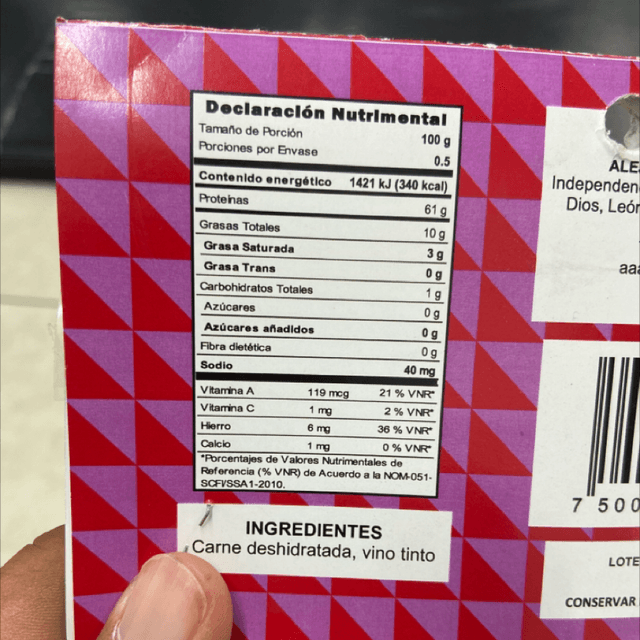 Declaración Nutrimental
Tamaño de Porción 100 g
Porciones por Envase 0.5
Contenido energético 1421 kJ (340 kcal)
Proteínas 61 g
Grasas Totales 10 g
Grasa Saturada 3 g
Grasa Trans 0 g
Carbohidratos Totales 1 g
Azúcares 0 g
Azúcares añadidos 0 g
Fibra dietética 0 g
Sodio 40 mg
Vitamina A 119 mcg 21 % VNR*
Vitamina C 1 mg 2 % VNR*
Hierro 6 mg 36 % VNR*
Calcio 1 mg 0 % VNR*
*Porcentajes de Valores Nutrimentales de
Referencia (% VNR) de Acuerdo a la NOM-051-
SCFI/SSA1-2010.
INGREDIENTES
Carne deshidratada, vino tinto
ALE
Independen
Dios, León
aaa
7 500
LOTE
CONSERVAR